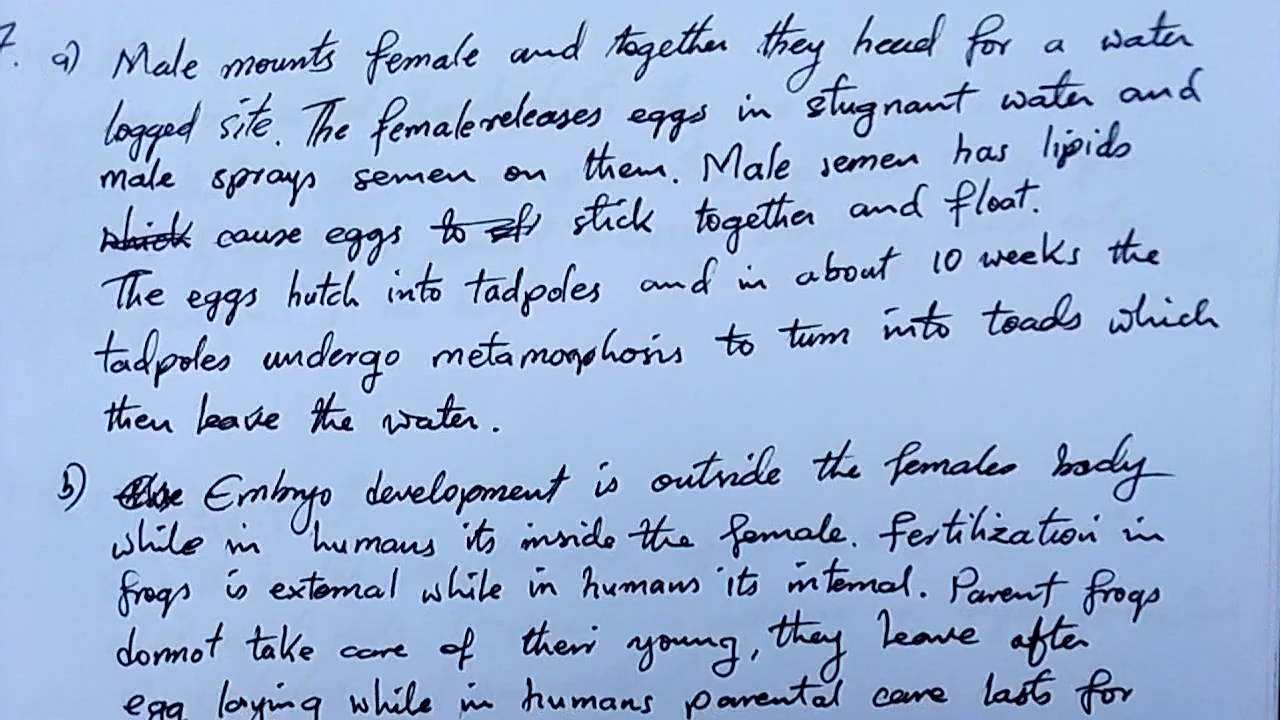 7. a) Male mounts female and together they head for a water
logged site. The female releases eggs in stugnant water and
male sprays semen on them. Male semen has lipids
which cause eggs to stick together and float.
The eggs hutch into tadpoles and in about 10 weeks the
tadpoles undergo metamorphosis to turn into toads which
then leave the water.
b) Embryo development is outside the females body
while in humans its inside the female. Fertilization in
frogs is external while in humans its internal. Parent frogs
donnot take care of their young, they leave after
egg laying while in humans parental care lasts for